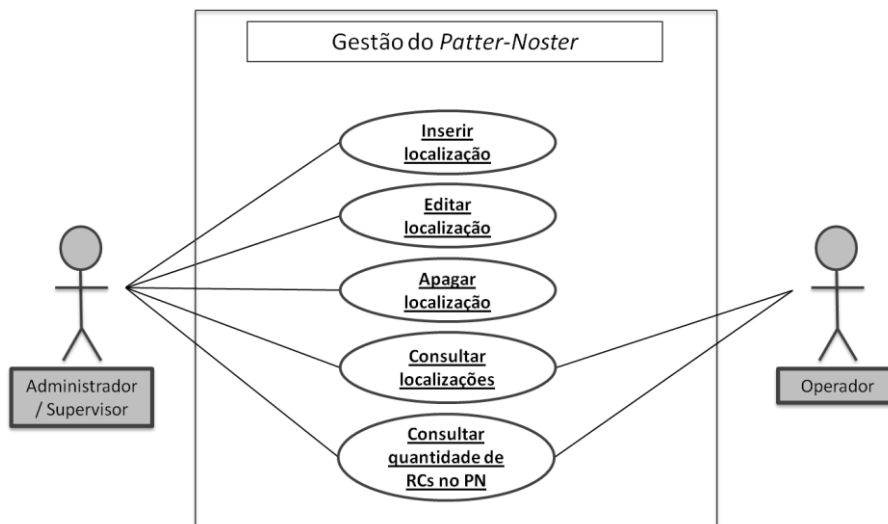 Gestão do Patter-Noster
Inserir
localização
Editar
localização
Apagar
localização
Consultar
localizações
Consultar
quantidade de
RCs no PN
Administrador
/ Supervisor
Operador